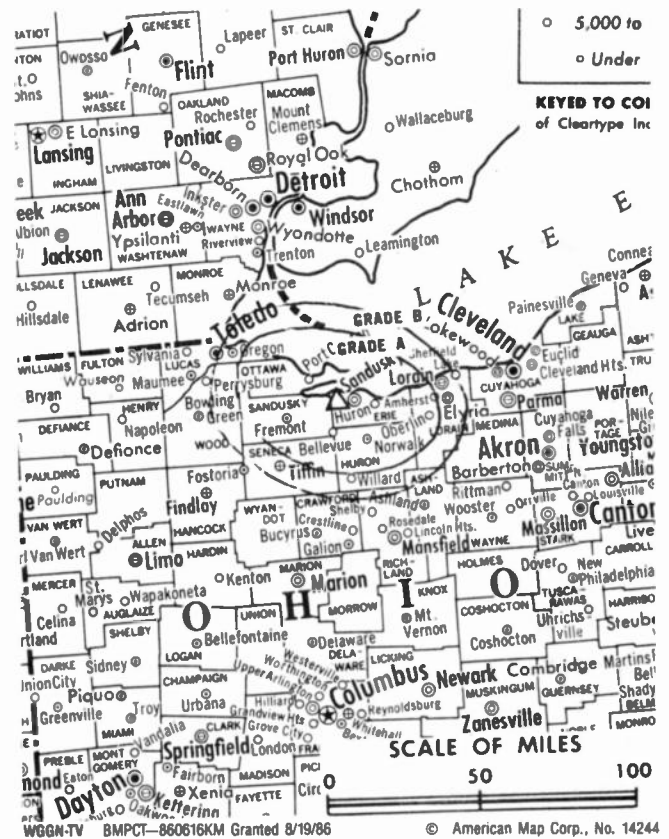 GENESEE
Lapeer
ST. CLAIR
5,000 to
Owosso
Port Huron
Sornia
Under
Flint
SHIA-
WASSEE
Fenton
MACOMB
KEYED TO COl
OAKLAND
Rochester
Mount
Clemens
Wallaceburg
of Cleartype Inc
E Lonsing
Pontiac
Lansing
LIVINGSTON
Royal Ook
Dearborn
Detroit
Chothom
INGHAM
Inkster
Ann
Arbor
Eastlawn
Windsor
JACKSON
WAYNE
Wyondotte
Ypsilanti
Riverview
Jackson
WASHTENAW
Trenton
Leamington
LAKE E
MONROE
LENAWEE
Monroe
Geneva
Hillsdale
Tecumseh
Adrion
Painesville
LAKE
Toledo
GRADE B
Cleveland
GEAUGA
GRADE A
WILLIAMS
FULTON
Sylvania
LUCAS
Oregon
OTTAWA
Euclid
Cleveland Hts.
TRU
Wauseon
Maumee
Perrysburg
Lorain
CUYAHOGA
Bryan
HENRY
Bowling
Green
SANDUSKY
Huron
Amherst
Elyria
Parma
Warren
ERIE
DEFIANCE
Napoleon
Fremont
Oberlin
LORAIN
MEDINA
Cuyahoga
Falls
Defiance
WOOD
Bellevue
Norwalk
Akron
SENECA
HURON
Barberton
PAULDING
PUTNAM
Fostoria
Tiffin
Willard
ASH-
LAND
Paulding
Findlay
WYAN-
DOT
CRAWFORD
Shelby
Ashland
Rittman
Wooster
Orrville
Louisville
VAN WERT
Delphos
HANCOCK
Crestline
Rosedale
Massillon
Canton
Bucyrus
Lincoln Hts.
Van Wert
ALLEN
Limo
HARDIN
Galion
Mansfield
WAYNE
STARK
CARROLL
MERCER
Kenton
MARION
Marion
RICH-
LAND
HOLMES
Dover
New
Philadelphia
St.
Marys
Wapakoneta
KNOX
TUSCA
RAWAS
Celina
AUGLAIZE
O H I O
UNION
MORROW
Mt.
Vernon
COSHOCTON
Uhrichs-
ville
SHELBY
Bellefontaine
Delaware
Coshocton
DARKE
Sidney
LOGAN
DELA-
WARE
LICKING
CHAMPAIGN
Westerville
Worthington
Upper Arlington
Columbus
Newark
Combridge
Piquo
Urbana
MUSKINGUM
GUERNSEY
Greenville
Troy
Hilliard
Grandview Hts
Reynoldsburg
Zanesville
MIAMI
Vandalia
CLARK
Grove City
Whitehall
Springfield
London
SCALE OF MILES
PREBLE
MONT
GOMERY
Eaton
Fairborn
MADISON
Dayton
Xenia
FAYETTE
Kettering
0 50 100
WGGN-TV BMPCT—860616KM Granted 8/19/86 © American Map Corp., No. 14244